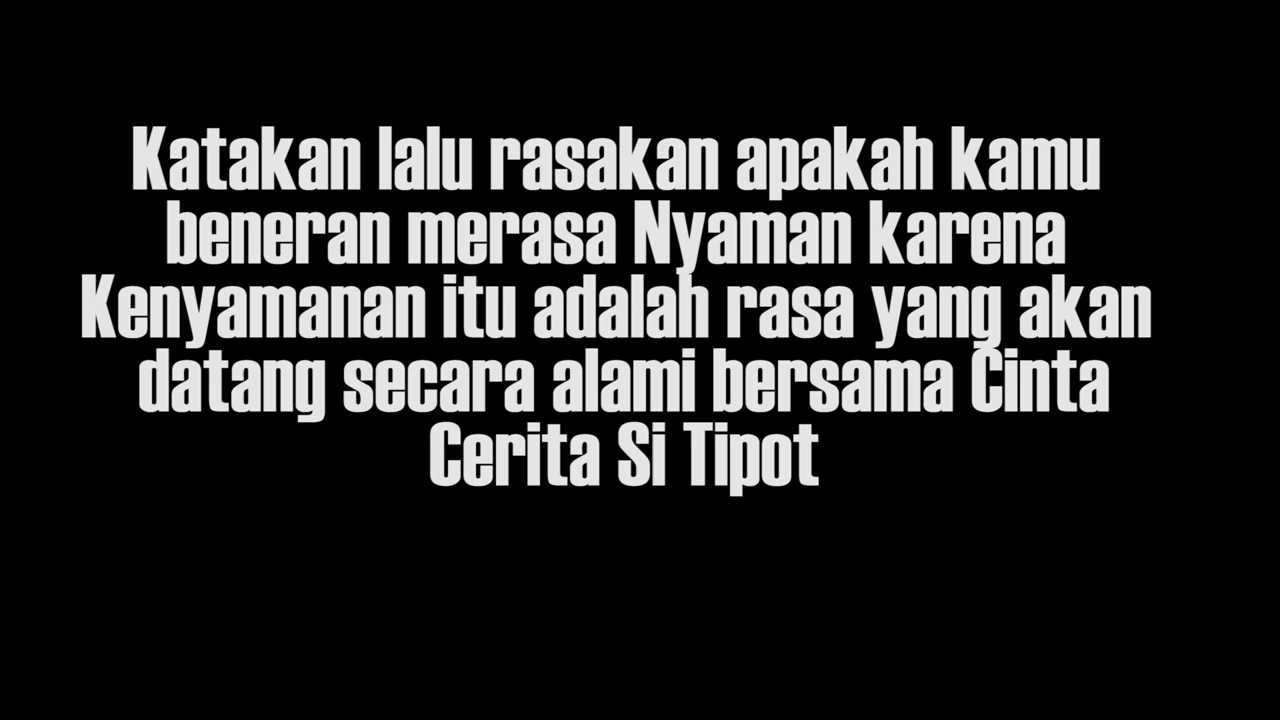 Katakan lalu rasakan apakah kamu
beneran merasa Nyaman karena
Kenyamanan itu adalah rasa yang akan
datang secara alami bersama Cinta
Cerita Si Tipot